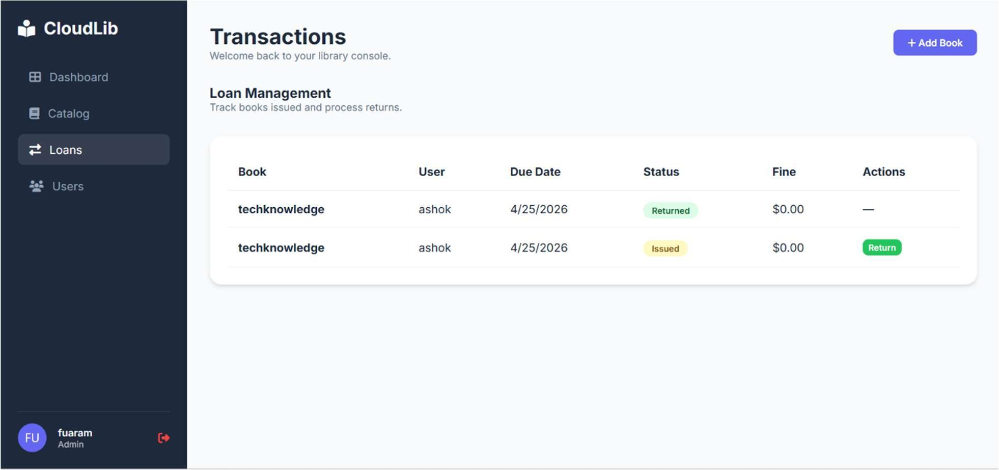 CloudLib
Dashboard
Catalog
Loans
Users
FU
fuaram
Admin
Transactions
Welcome back to your library console.
+ Add Book
Loan Management
Track books issued and process returns.
Book User Due Date Status Fine Actions
techknowledge ashok 4/25/2026 Returned $0.00 —
techknowledge ashok 4/25/2026 Issued $0.00 Return